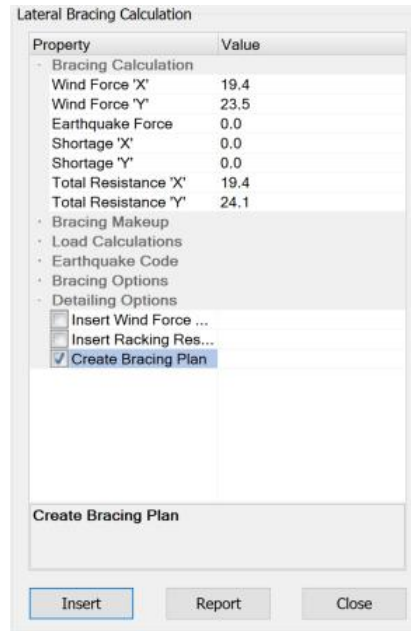 Lateral Bracing Calculation
Property Value
Bracing Calculation
Wind Force 'X' 19.4
Wind Force 'Y' 23.5
Earthquake Force 0.0
Shortage 'X' 0.0
Shortage 'Y' 0.0
Total Resistance 'X' 19.4
Total Resistance 'Y' 24.1
Bracing Makeup
Load Calculations
Earthquake Code
Bracing Options
Detailing Options
Insert Wind Force ...
Insert Racking Res...
Create Bracing Plan
Create Bracing Plan
Insert Report Close